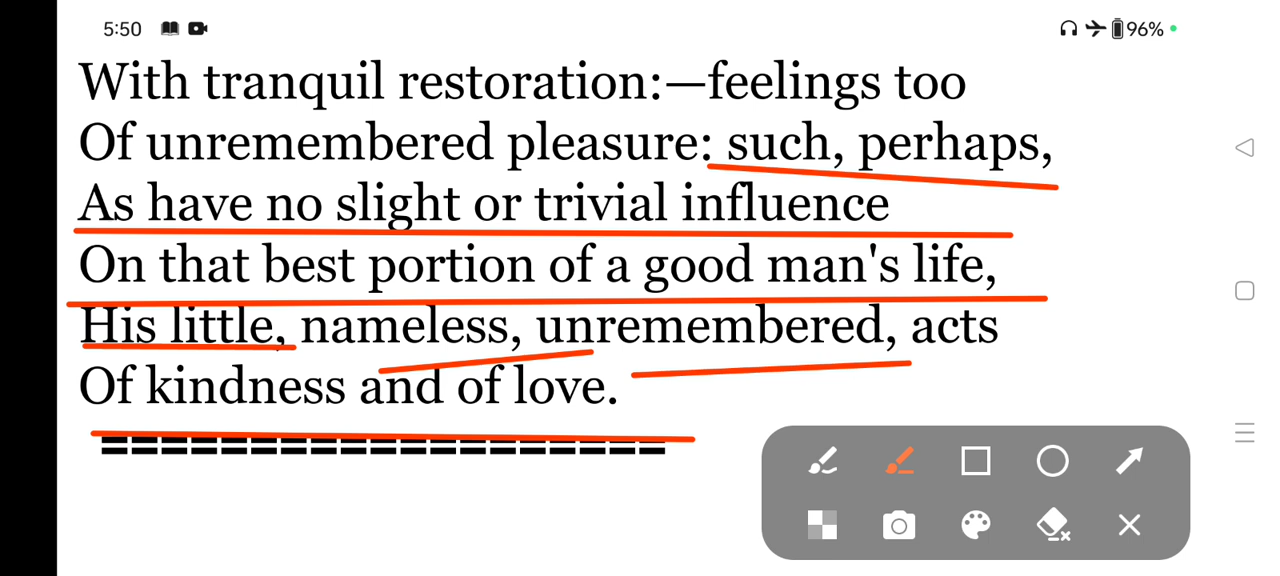 5:50 96%
With tranquil restoration:—feelings too
Of unremembered pleasure: such, perhaps,
As have no slight or trivial influence
On that best portion of a good man's life,
His little, nameless, unremembered, acts
Of kindness and of love.
===================